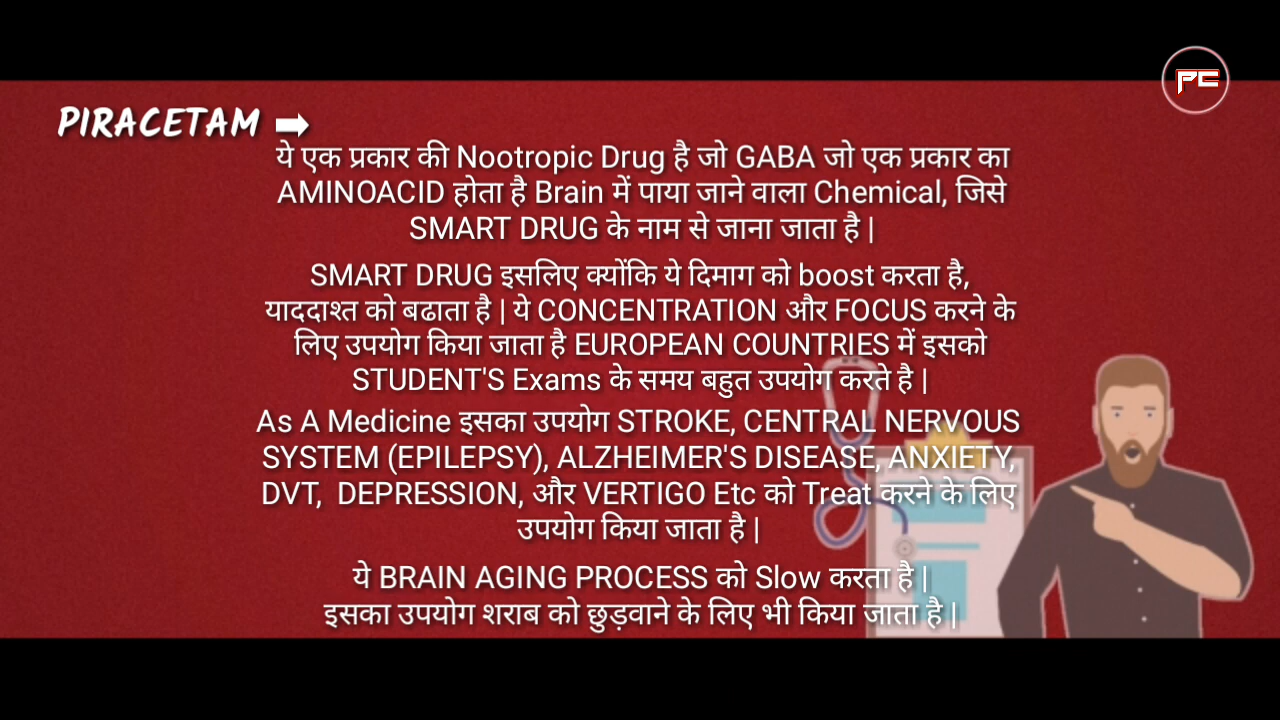 PC
PIRACETAM ➡
ये एक प्रकार की Nootropic Drug है जो GABA जो एक प्रकार का
AMINOACID होता है Brain में पाया जाने वाला Chemical, जिसे
SMART DRUG के नाम से जाना जाता है |
SMART DRUG इसलिए क्योंकि ये दिमाग को boost करता है,
याददाश्त को बढाता है | ये CONCENTRATION और FOCUS करने के
लिए उपयोग किया जाता है EUROPEAN COUNTRIES में इसको
STUDENT'S Exams के समय बहुत उपयोग करते है |
As A Medicine इसका उपयोग STROKE, CENTRAL NERVOUS
SYSTEM (EPILEPSY), ALZHEIMER'S DISEASE, ANXIETY,
DVT, DEPRESSION, और VERTIGO Etc को Treat करने के लिए
उपयोग किया जाता है |
ये BRAIN AGING PROCESS को Slow करता है |
इसका उपयोग शराब को छुड़वाने के लिए भी किया जाता है |